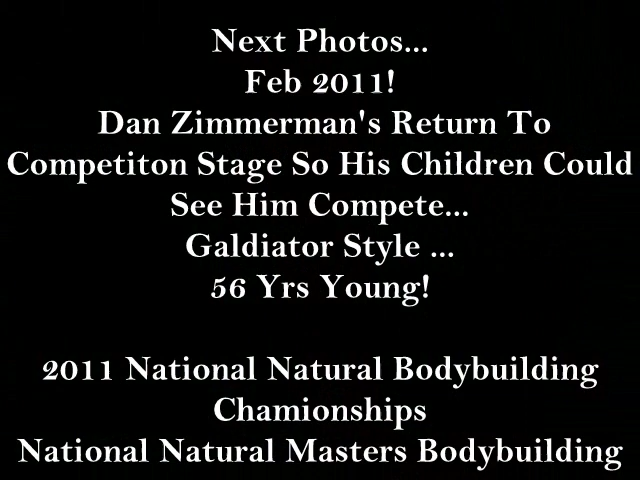 Next Photos...
Feb 2011!
Dan Zimmerman's Return To
Competiton Stage So His Children Could
See Him Compete...
Galdiator Style ...
56 Yrs Young!
2011 National Natural Bodybuilding
Chamionships
National Natural Masters Bodybuilding